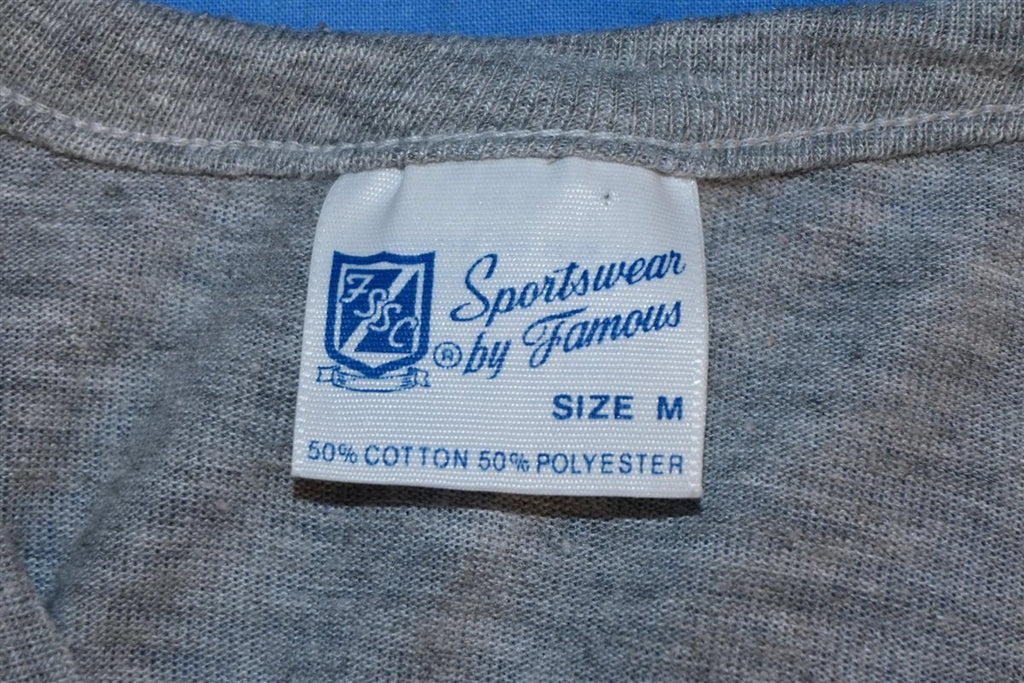 FSSC
Sportswear
® by Famous
SIZE M
50% COTTON 50% POLYESTER